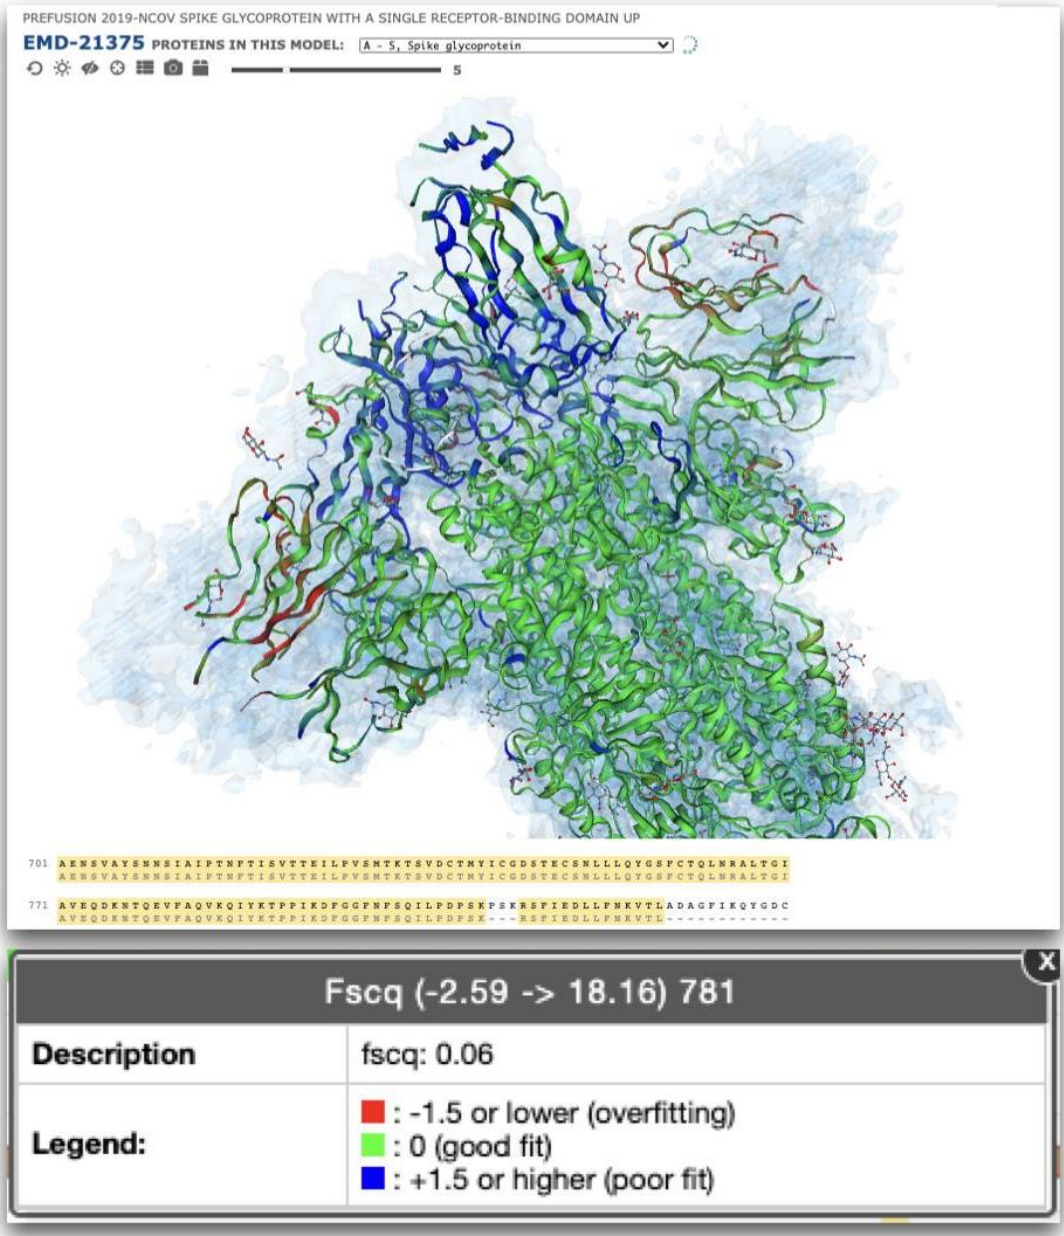 PREFUSION 2019-NCOV SPIKE GLYCOPROTEIN WITH A SINGLE RECEPTOR-BINDING DOMAIN UP
EMD-21375 PROTEINS IN THIS MODEL: A - S, Spike glycoprotein
5
701 AENSVAYSNNSIAIPTNFTISVTTEILPVSMTKTSVDCTMYICGDSTECSNLLLQYGSFCTQLNRALTGI
AENSVAYSNNSIAIPTNFTISVTTEILPVSMTKTSVDCTMYICGDSTECSNLLLQYGSFCTQLNRALTGI
771 AVEQDKNTQEVFAQVKQIYKTPPIKDFGGFNFSQILPDPSKPSKRSFIEDLLFNKVTLADAGFIKQYGDC
AVEQDKNTQEVFAQVKQIYKTPPIKDFGGFNFSQILPDPSK---RSFIEDLLFNKVTL------------
X
Fscq (-2.59 -> 18.16) 781
Description fscq: 0.06
Legend: : -1.5 or lower (overfitting)
: 0 (good fit)
: +1.5 or higher (poor fit)